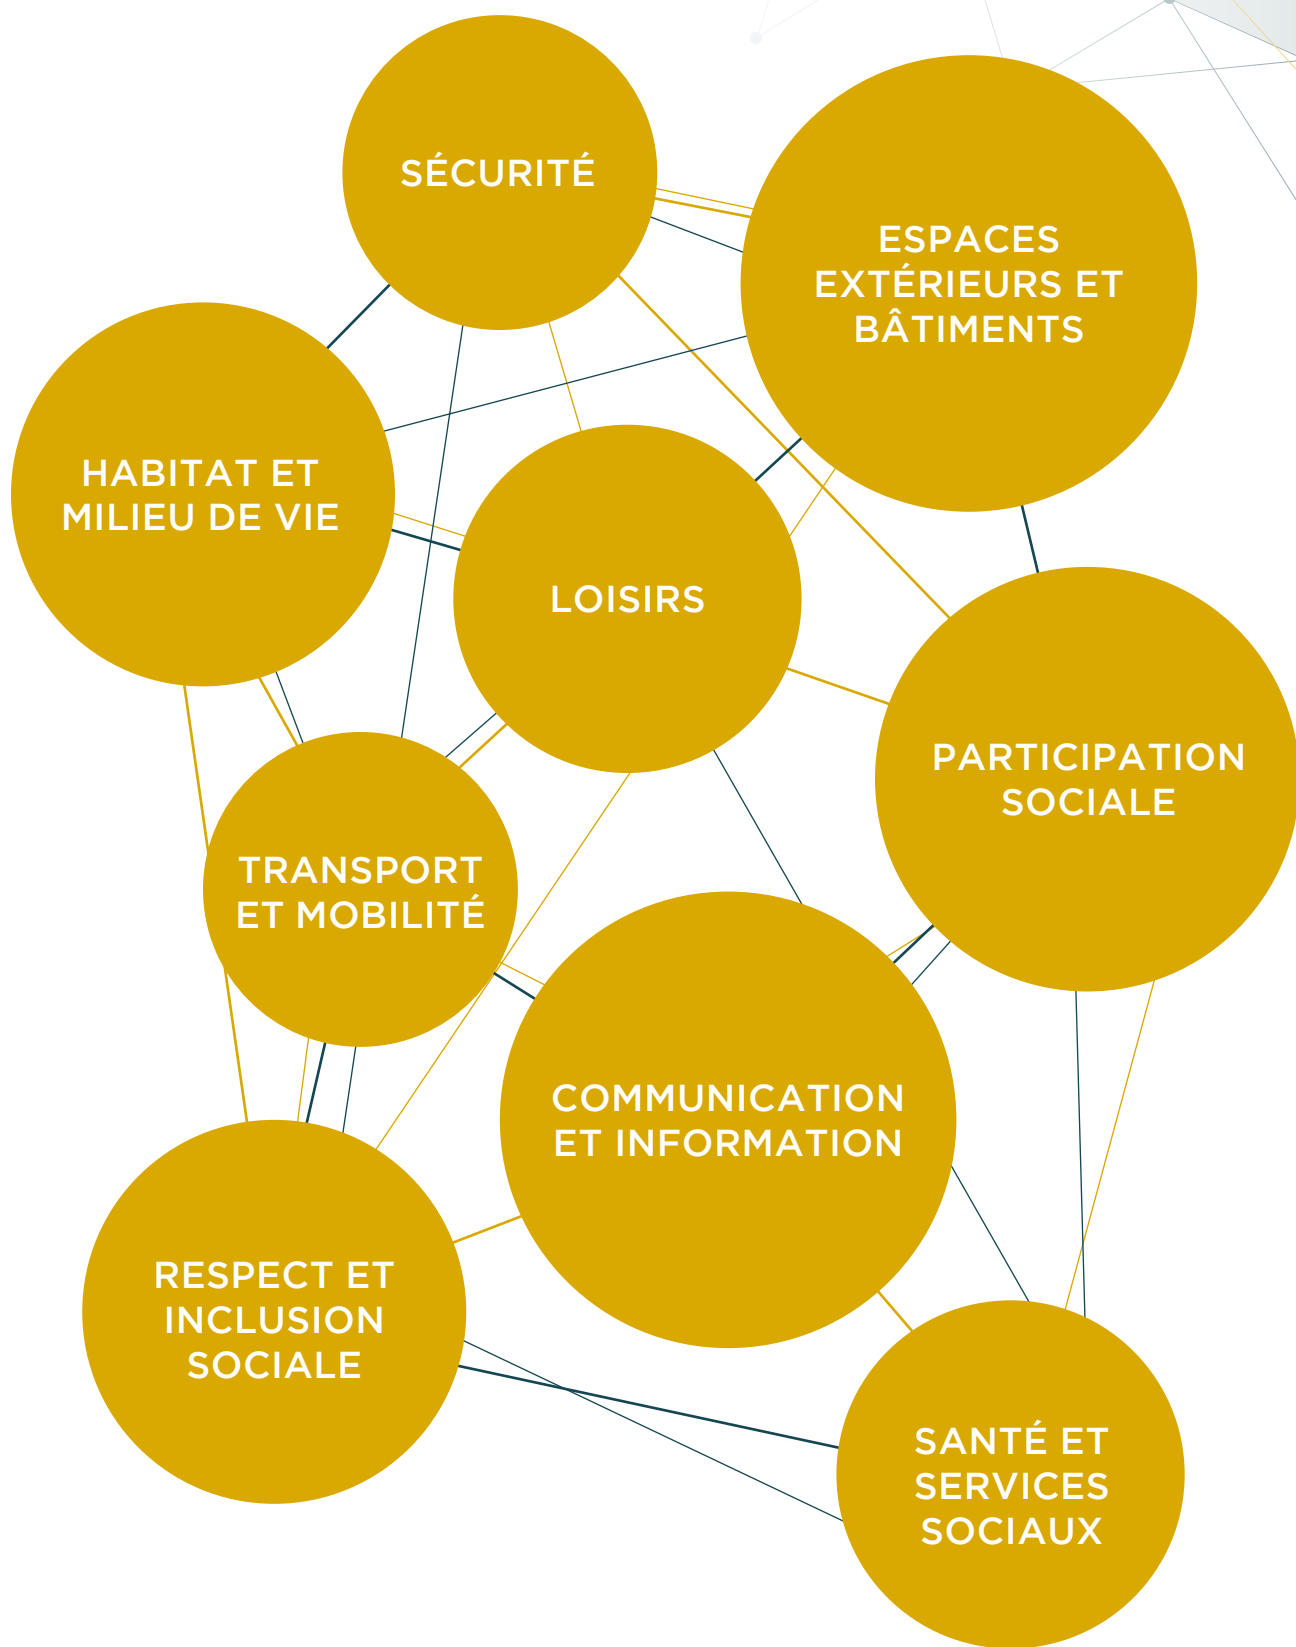 SÉCURITÉ
ESPACES
EXTÉRIEURS ET
BÂTIMENTS
HABITAT ET
MILIEU DE VIE
LOISIRS
PARTICIPATION
SOCIALE
TRANSPORT
ET MOBILITÉ
COMMUNICATION
ET INFORMATION
RESPECT ET
INCLUSION
SOCIALE
SANTÉ ET
SERVICES
SOCIAUX